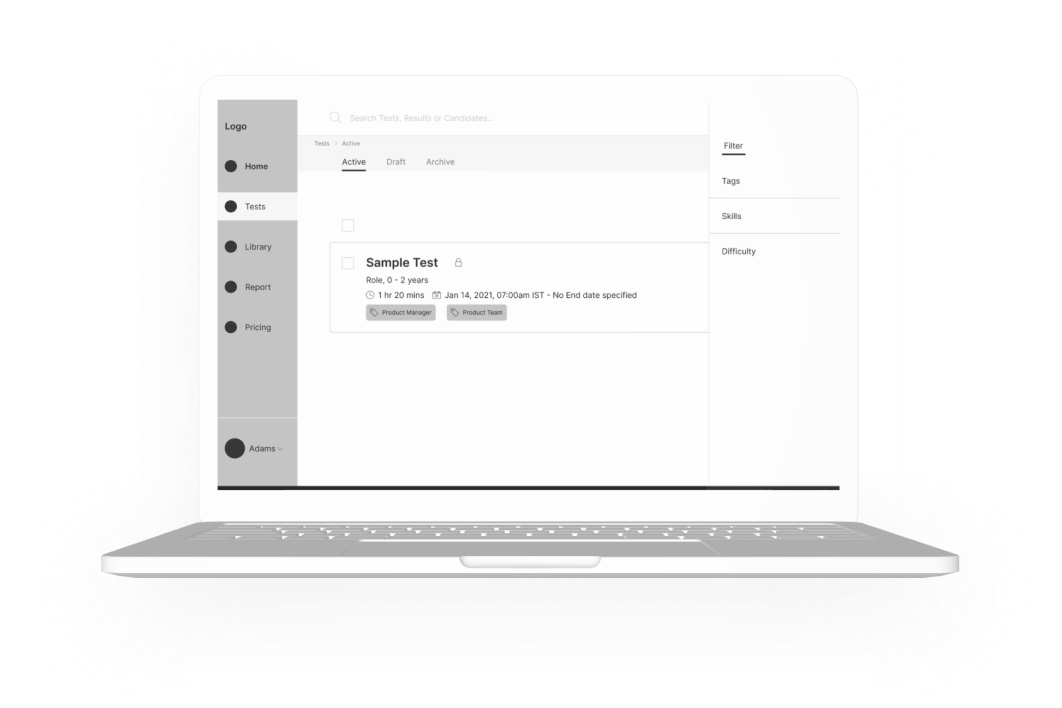 Logo
Home
Tests
Library
Report
Pricing
Adams
Search Tests, Results or Candidates...
Tests > Active
Active Draft Archive
Sample Test
Role, 0 - 2 years
1 hr 20 mins Jan 14, 2021, 07:00am IST - No End date specified
Product Manager Product Team
Filter
Tags
Skills
Difficulty